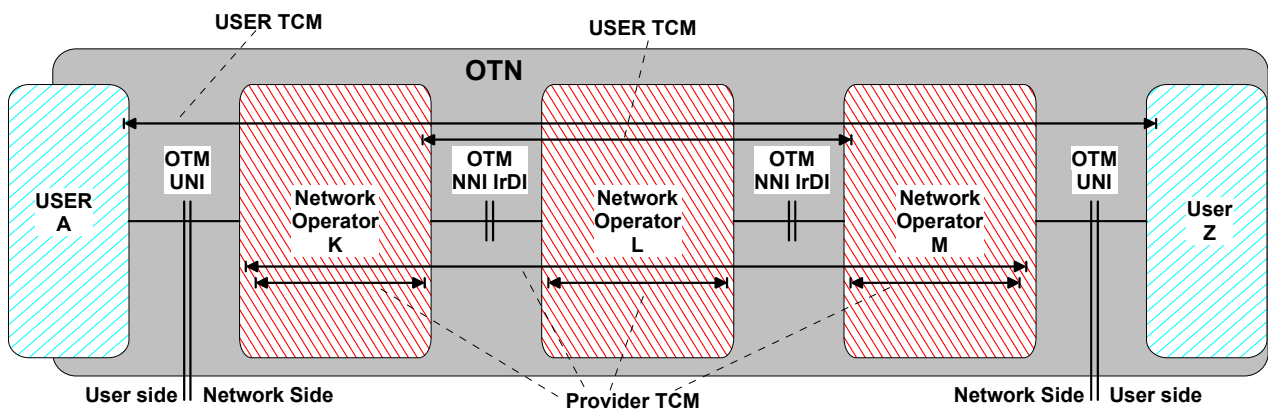 USER TCM
USER TCM
OTN
OTM
UNI
OTM
NNI IrDI
OTM
NNI IrDI
OTM
UNI
USER
A
Network
Operator
K
Network
Operator
L
Network
Operator
M
User
Z
User side
Network Side
Provider TCM
Network Side
User side